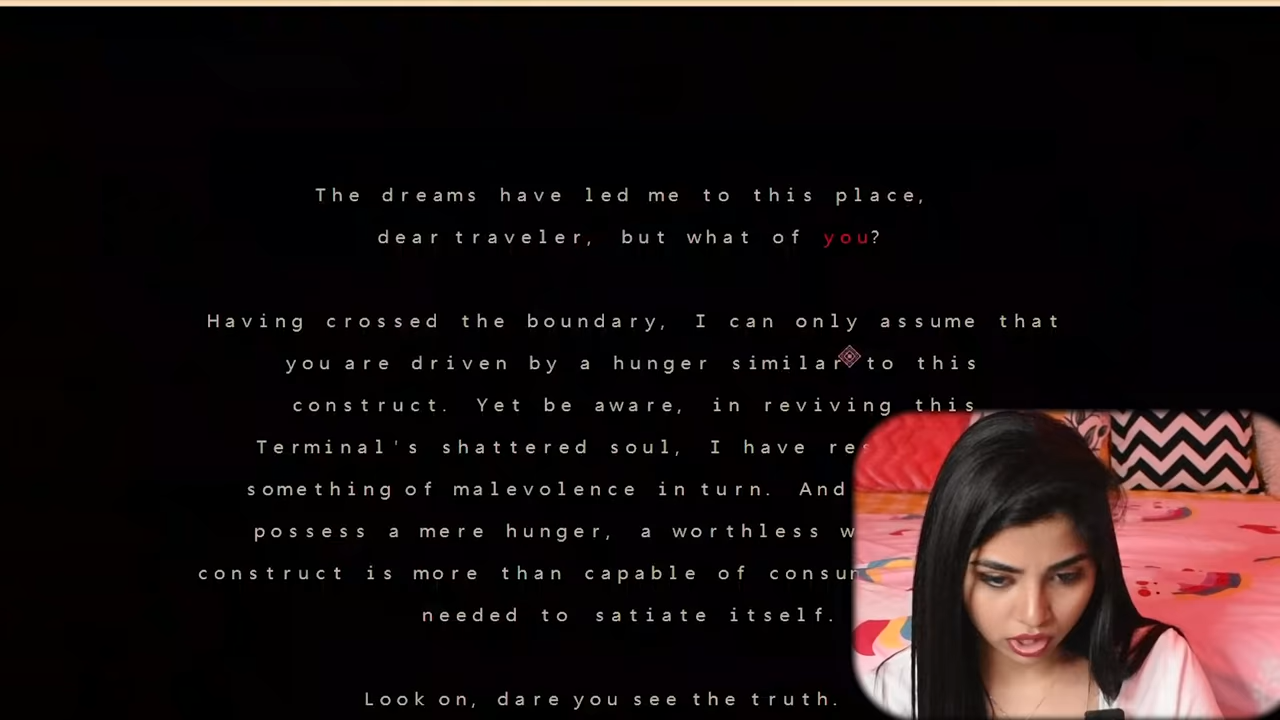 The dreams have led me to this place,
dear traveler, but what of you?
Having crossed the boundary, I can only assume that
you are driven by a hunger similar to this
construct. Yet be aware, in reviving this
Terminal's shattered soul, I have
something of malevolence in turn. And
possess a mere hunger, a worthless
construct is more than capable of
needed to satiate itself.
Look on, dare you see the truth.